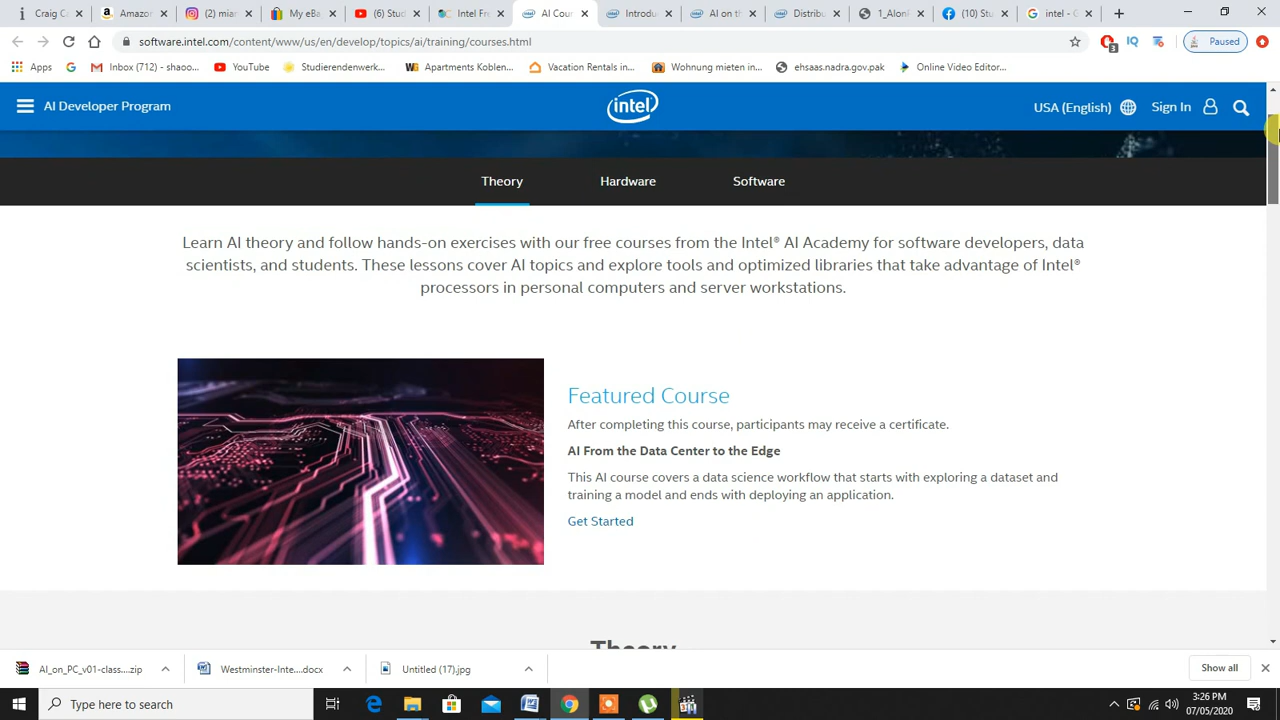 Craig C
Amazo
(2) mia
My eBa
(6) Stud
Intel Fr
AI Cour
Introdu
AI on th
Distribu
1_AlonR
(10) Stu
intel - G
software.intel.com/content/www/us/en/develop/topics/ai/training/courses.html
3
IQ
Paused
Apps
Inbox (712) - shaoo...
YouTube
Studierendenwerk...
Apartments Koblen...
Vacation Rentals in...
Wohnung mieten in...
ehsaas.nadra.gov.pak
Online Video Editor...
AI Developer Program
intel
USA (English)
Sign In
Theory
Hardware
Software
Learn AI theory and follow hands-on exercises with our free courses from the Intel® AI Academy for software developers, data
scientists, and students. These lessons cover AI topics and explore tools and optimized libraries that take advantage of Intel®
processors in personal computers and server workstations.
Featured Course
After completing this course, participants may receive a certificate.
AI From the Data Center to the Edge
This AI course covers a data science workflow that starts with exploring a dataset and
training a model and ends with deploying an application.
Get Started
Theory
AI_on_PC_v01-class....zip
Westminster-Inte....docx
Untitled (17).jpg
Show all
Type here to search
3:26 PM
07/05/2020